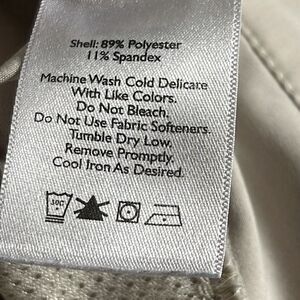 Shell: 89% Polyester
11% Spandex
Machine Wash Cold Delicate
With Like Colors.
Do Not Bleach.
Do Not Use Fabric Softeners.
Tumble Dry Low.
Remove Promptly.
Cool Iron As Desired.
30C